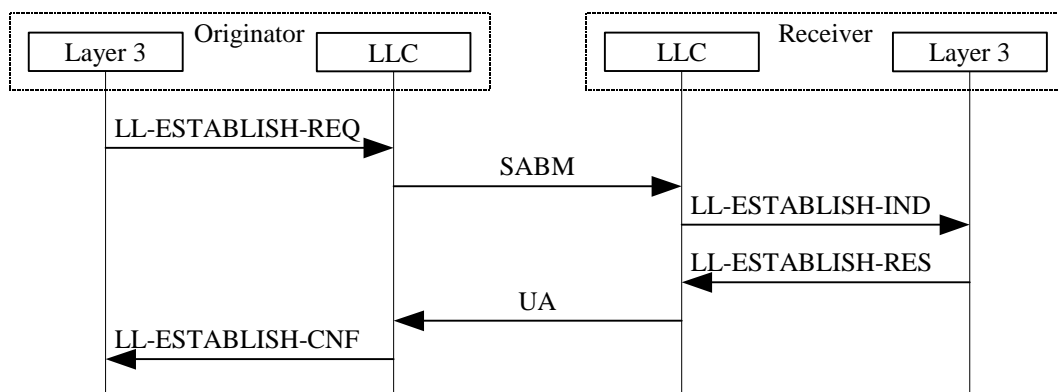 Originator
Receiver
Layer 3
LLC
LLC
Layer 3
LL-ESTABLISH-REQ
SABM
LL-ESTABLISH-IND
LL-ESTABLISH-RES
UA
LL-ESTABLISH-CNF